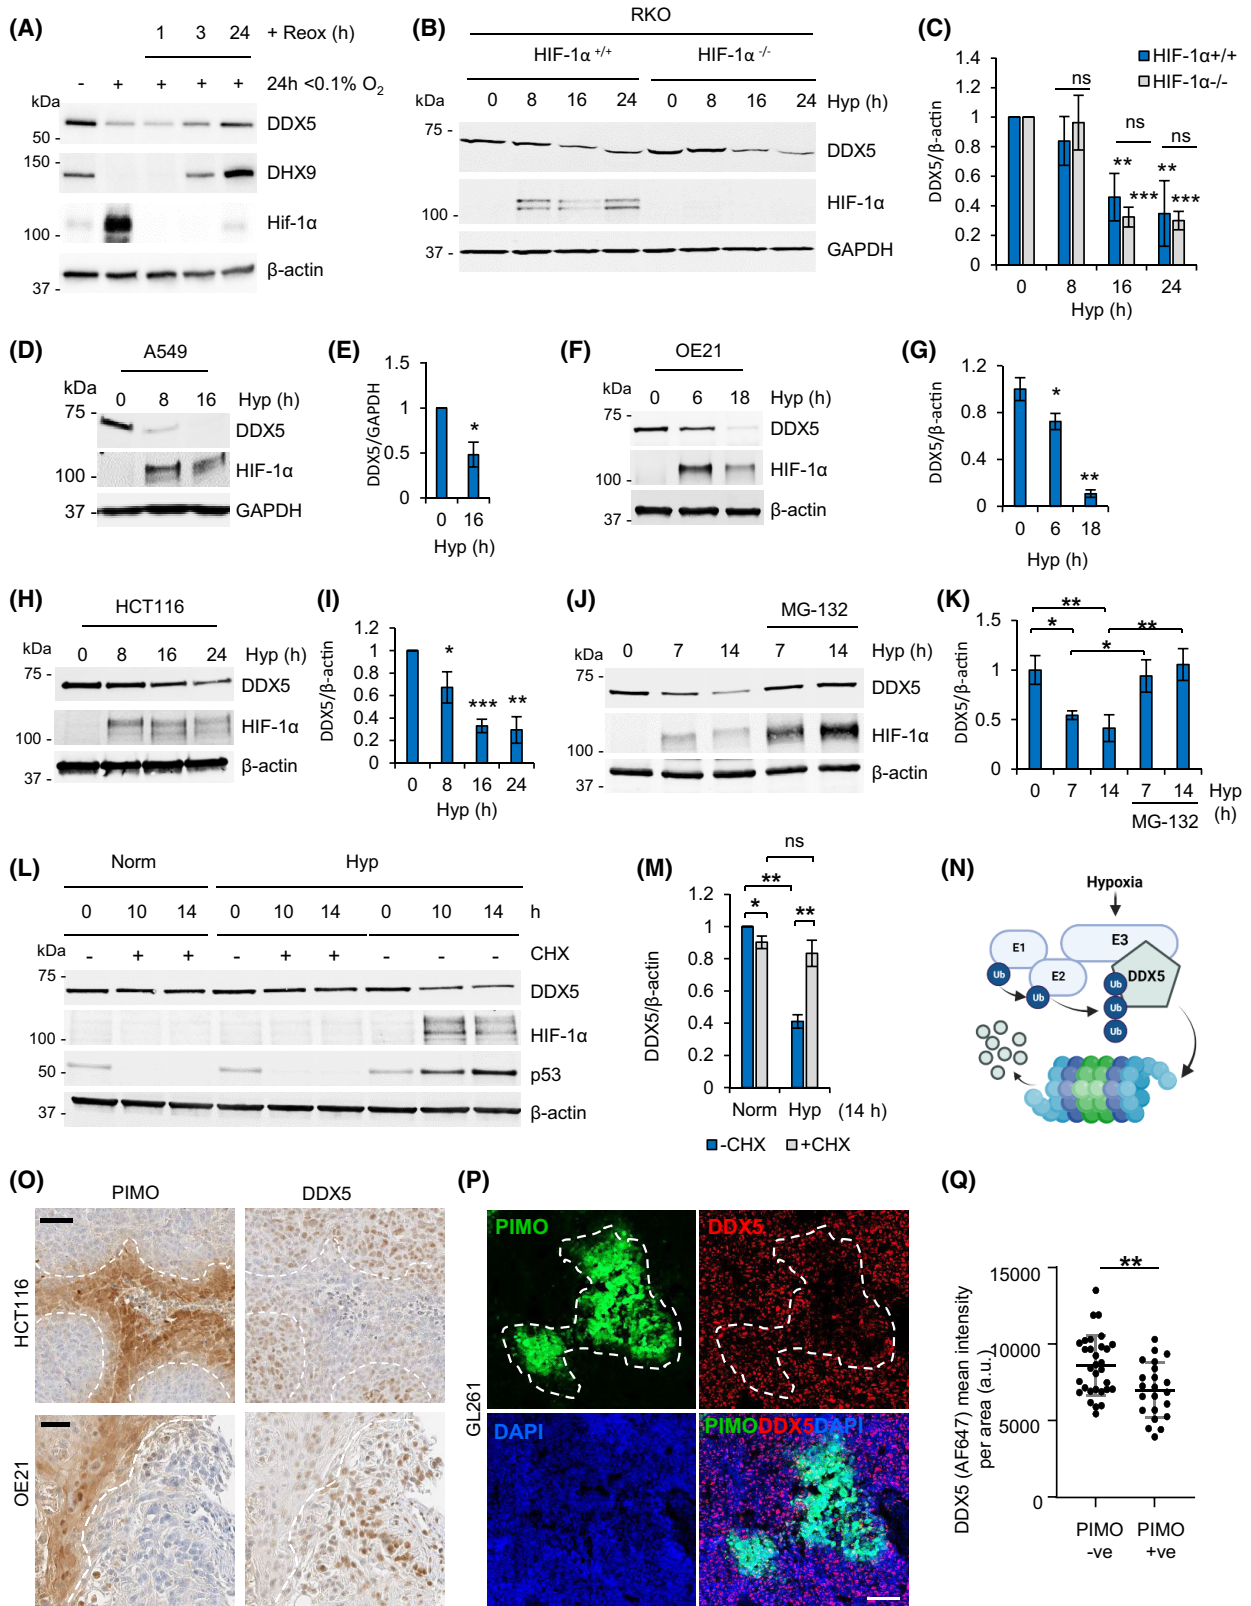 (A)
1 3 24 + Reox (h)
- + + + + 24h <0.1% O₂
kDa
50 - DDX5
150 - DHX9
100 - Hif-1α
37 - β-actin
(B)
RKO
HIF-1α +/+ HIF-1α -/-
kDa 0 8 16 24 0 8 16 24 Hyp (h)
75 - DDX5
100 - HIF-1α
37 - GAPDH
(C)
HIF-1α+/+
HIF-1α-/-
DDX5/β-actin
1.4
1.2
1
0.8
0.6
0.4
0.2
0
ns
ns
ns
** *** ** ***
0 8 16 24
Hyp (h)
(D)
A549
kDa 0 8 16 Hyp (h)
75 - DDX5
100 - HIF-1α
37 - GAPDH
(E)
DDX5/GAPDH
1.5
1
0.5
0
*
0 16
Hyp (h)
(F)
OE21
kDa 0 6 18 Hyp (h)
75 - DDX5
100 - HIF-1α
37 - β-actin
(G)
DDX5/β-actin
1.2
0.8
0.4
0
* **
0 6 18
Hyp (h)
(H)
HCT116
kDa 0 8 16 24 Hyp (h)
75 - DDX5
100 - HIF-1α
37 - β-actin
(I)
DDX5/β-actin
1.2
1
0.8
0.6
0.4
0.2
0
* *** **
0 8 16 24
Hyp (h)
(J)
MG-132
kDa 0 7 14 7 14 Hyp (h)
75 - DDX5
100 - HIF-1α
37 - β-actin
(K)
DDX5/β-actin
1.5
1
0.5
0
**
* **
*
0 7 14 7 14 Hyp (h)
MG-132
(L)
Norm Hyp
0 10 14 0 10 14 0 10 14 h
kDa - + + - + + - - - CHX
75 - DDX5
100 - HIF-1α
50 - p53
37 - β-actin
(M)
DDX5/β-actin
1.2
1
0.8
0.6
0.4
0.2
0
ns
**
* **
Norm Hyp (14 h)
-CHX +CHX
(N)
Hypoxia
E1 E2 E3
DDX5
Ub Ub Ub
Ub
Ub
(O)
PIMO DDX5
HCT116
OE21
(P)
GL261
PIMO DDX5
DAPI PIMODDX5DAPI
(Q)
DDX5 (AF647) mean intensity
per area (a.u.)
15000
10000
5000
0
**
PIMO PIMO
-ve +ve